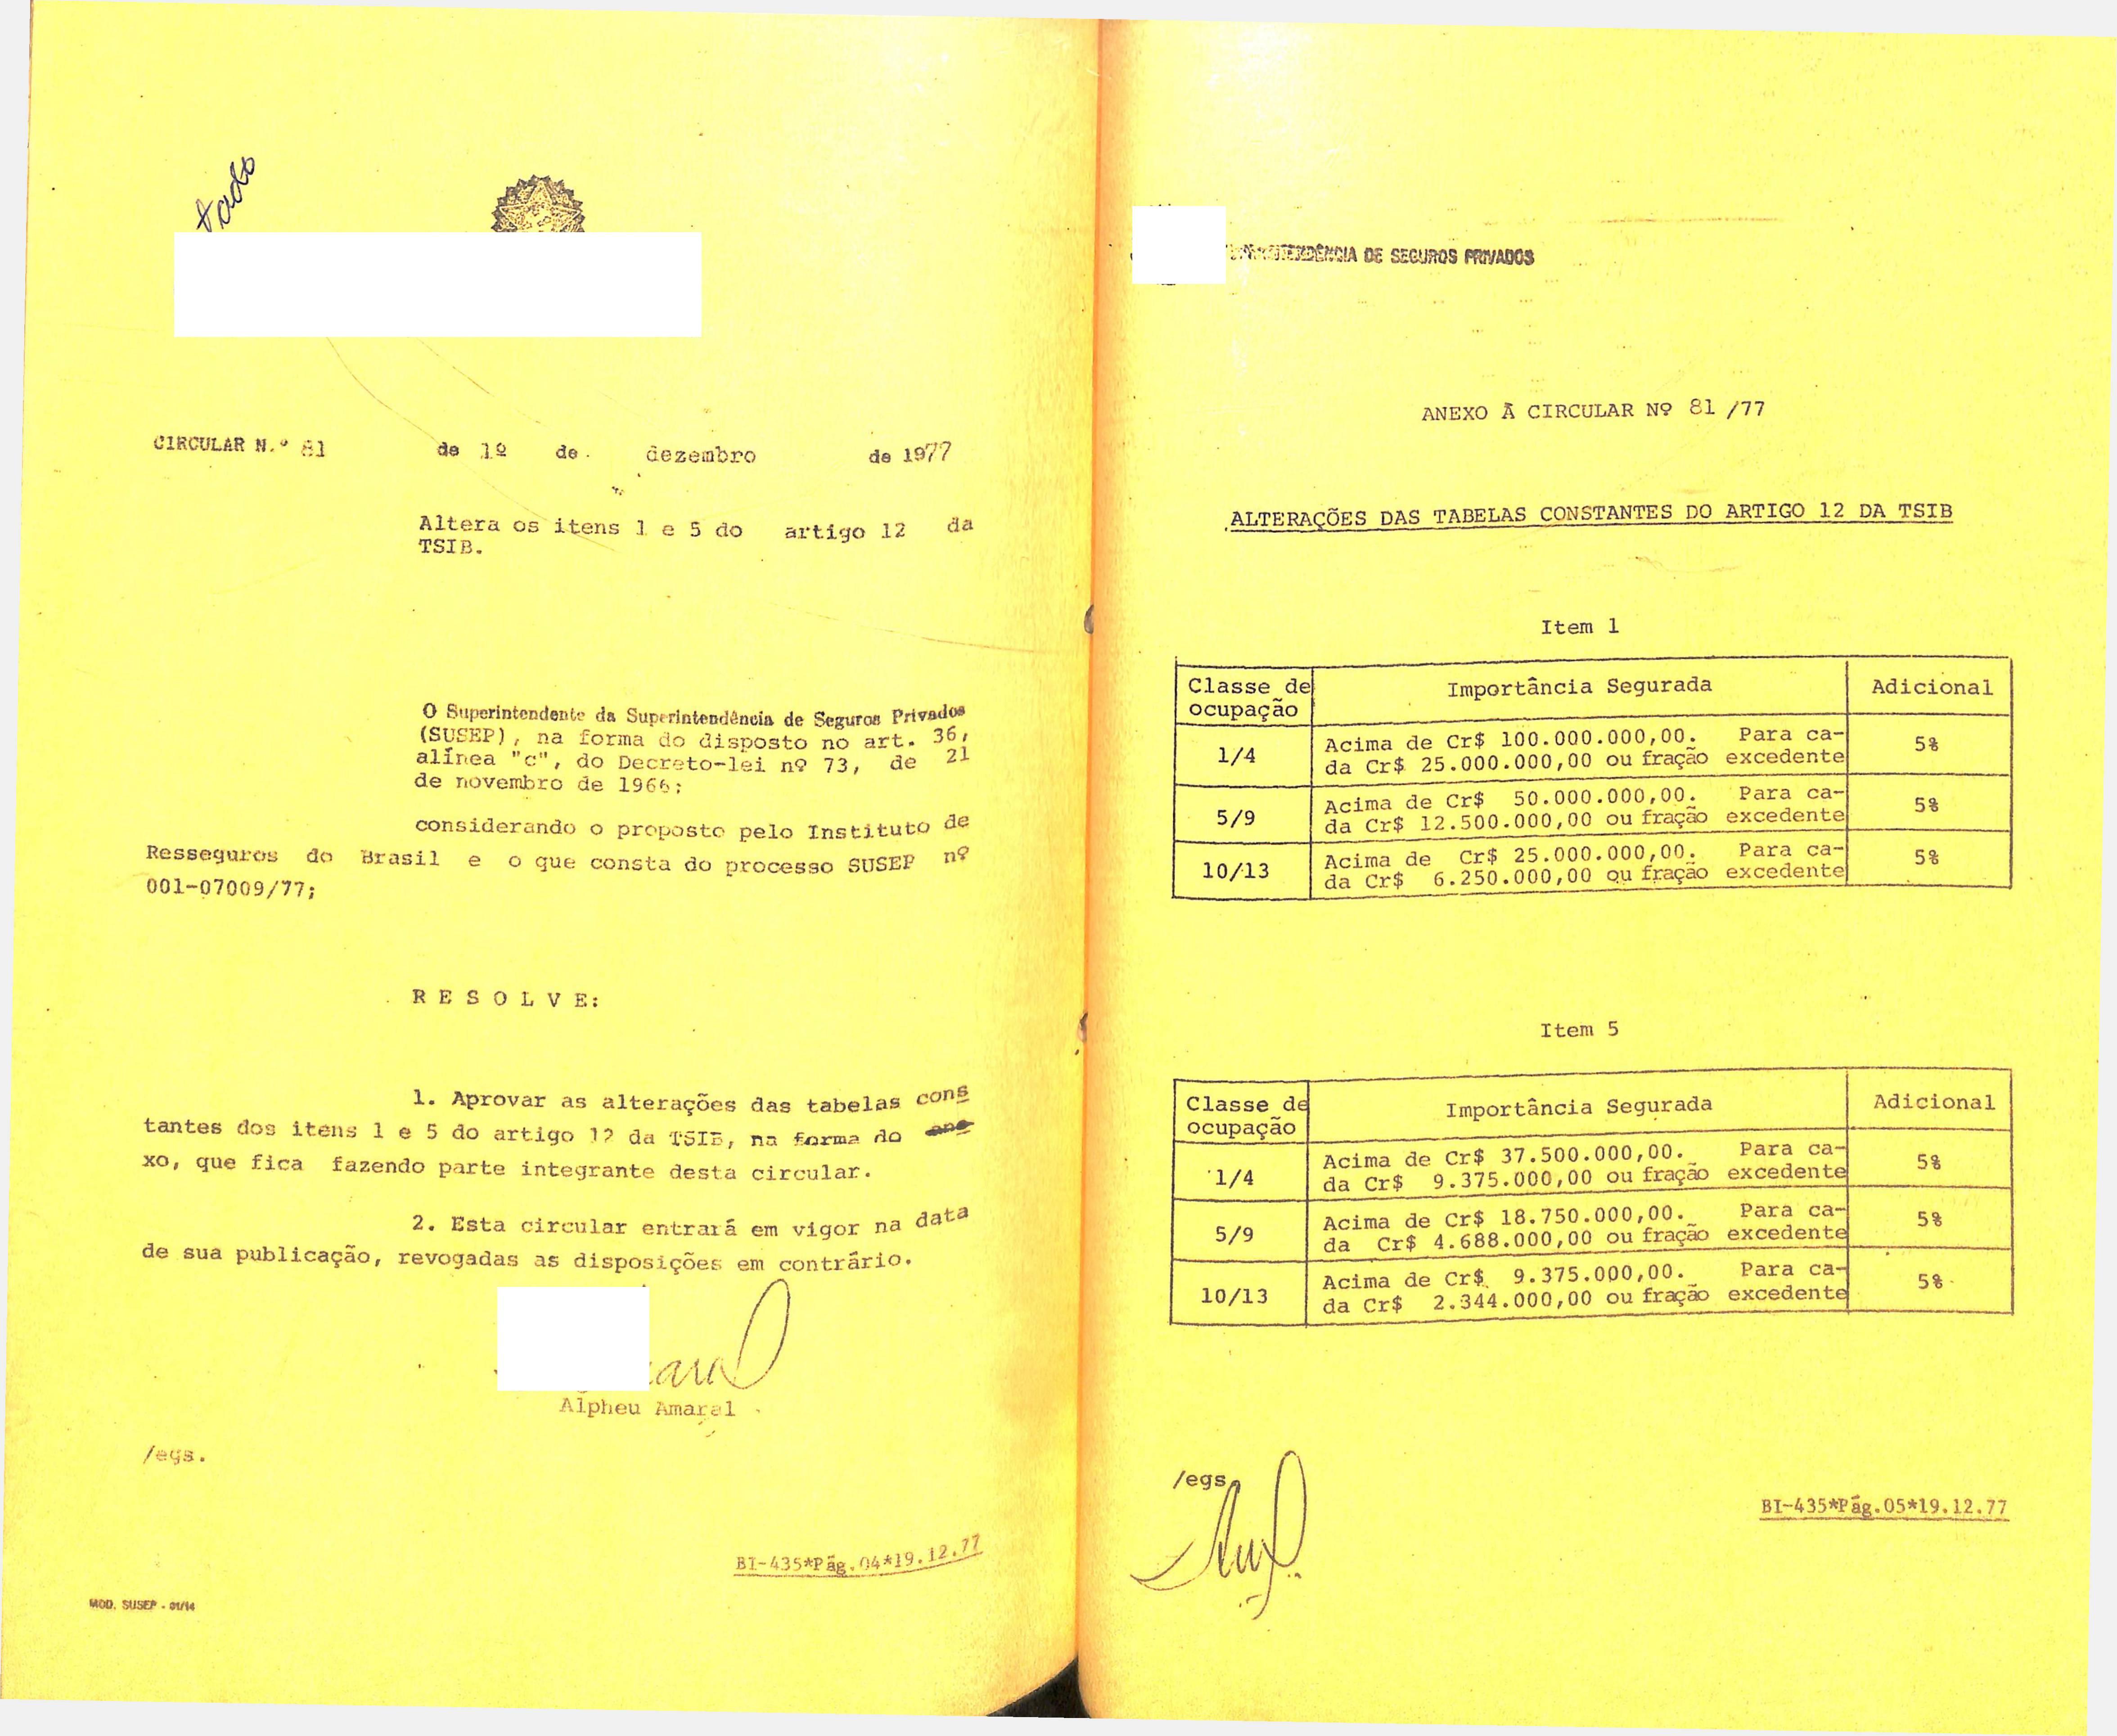 CIRCULAR N.º 81 de 1º de dezembro de 1977
Altera os itens 1 e 5 do artigo 12 da
TSIB.
O Superintendente da Superintendência de Seguros Privados
(SUSEP), na forma do disposto no art. 36,
alínea "c", do Decreto-lei nº 73, de 21
de novembro de 1966;
considerando o proposto pelo Instituto de
Resseguros do Brasil e o que consta do processo SUSEP nº
001-07009/77;
R E S O L V E:
1. Aprovar as alterações das tabelas cons
tantes dos itens 1 e 5 do artigo 12 da TSIB, na forma do ane
xo, que fica fazendo parte integrante desta circular.
2. Esta circular entrará em vigor na data
de sua publicação, revogadas as disposições em contrário.
Alpheu Amaral
/egs.
BI-435*Pág.04*19.12.77
MOD. SUSEP - 01/14
DE SEGUROS PRIVADOS
ANEXO À CIRCULAR Nº 81 /77
ALTERAÇÕES DAS TABELAS CONSTANTES DO ARTIGO 12 DA TSIB
Item 1
Classe de
ocupação
Importância Segurada
Adicional
1/4
Acima de Cr$ 100.000.000,00. Para ca-
da Cr$ 25.000.000,00 ou fração excedente
5%
5/9
Acima de Cr$ 50.000.000,00. Para ca-
da Cr$ 12.500.000,00 ou fração excedente
5%
10/13
Acima de Cr$ 25.000.000,00. Para ca-
da Cr$ 6.250.000,00 ou fração excedente
5%
Item 5
Classe de
ocupação
Importância Segurada
Adicional
1/4
Acima de Cr$ 37.500.000,00. Para ca-
da Cr$ 9.375.000,00 ou fração excedente
5%
5/9
Acima de Cr$ 18.750.000,00. Para ca-
da Cr$ 4.688.000,00 ou fração excedente
5%
10/13
Acima de Cr$ 9.375.000,00. Para ca-
da Cr$ 2.344.000,00 ou fração excedente
5%
/egs
BI-435*Pág.05*19.12.77